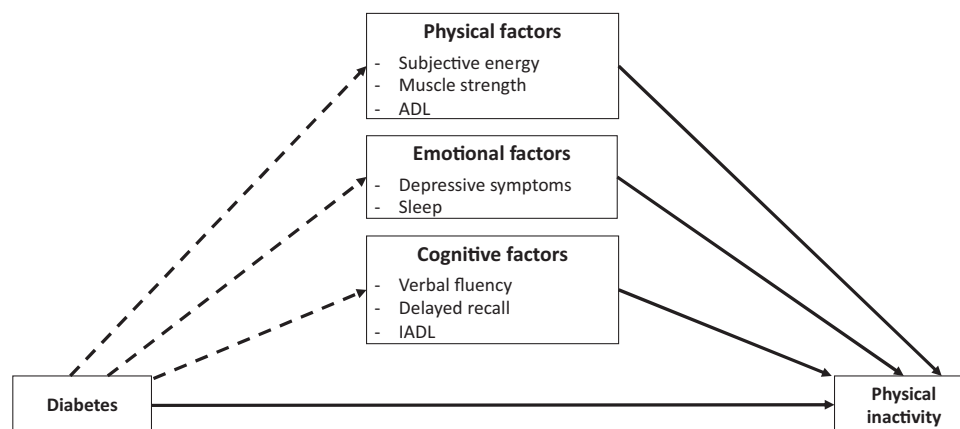 Physical factors
- Subjective energy
- Muscle strength
- ADL
Emotional factors
- Depressive symptoms
- Sleep
Cognitive factors
- Verbal fluency
- Delayed recall
- IADL
Diabetes
Physical
inactivity